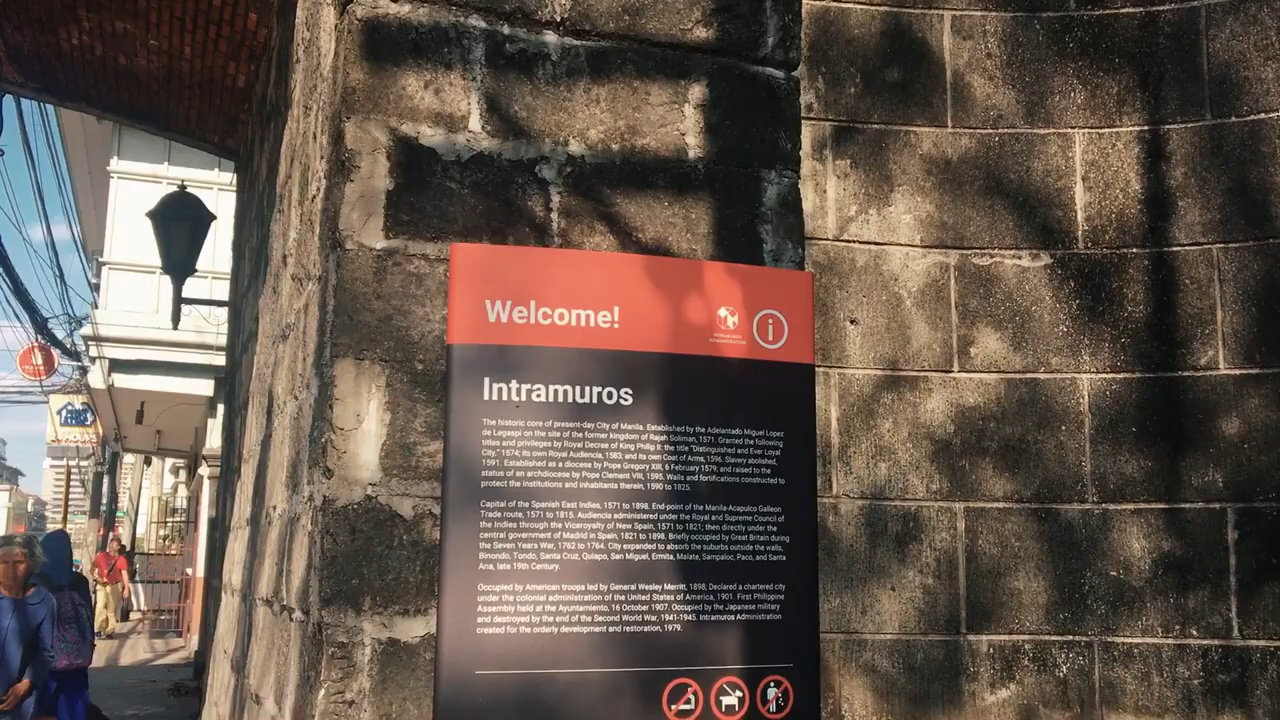 Welcome!
INTRAMUROS
ADMINISTRATION
i
Intramuros
The historic core of present-day City of Manila. Established by the Adelantado Miguel Lopez
de Legaspi on the site of the former kingdom of Rajah Soliman, 1571. Granted the following
titles and privileges by Royal Decree of King Philip II: the title "Distinguished and Ever Loyal
City," 1574; its own Royal Audiencia, 1583; and its own Coat of Arms, 1596. Slavery abolished,
1591. Established as a diocese by Pope Gregory XIII, 6 February 1579; and raised to the
status of an archdiocese by Pope Clement VIII, 1595. Walls and fortifications constructed to
protect the institutions and inhabitants therein, 1590 to 1825.
Capital of the Spanish East Indies, 1571 to 1898. End-point of the Manila-Acapulco Galleon
Trade route, 1571 to 1815. Audiencia administered under the Royal and Supreme Council of
the Indies through the Viceroyalty of New Spain, 1571 to 1821; then directly under the
central government of Madrid in Spain, 1821 to 1898. Briefly occupied by Great Britain during
the Seven Years War, 1762 to 1764. City expanded to absorb the suburbs outside the walls,
Binondo, Tondo, Santa Cruz, Quiapo, San Miguel, Ermita, Malate, Sampaloc, Paco, and Santa
Ana, late 19th Century.
Occupied by American troops led by General Wesley Merritt, 1898; Declared a chartered city
under the colonial administration of the United States of America, 1901. First Philippine
Assembly held at the Ayuntamiento, 16 October 1907. Occupied by the Japanese military
and destroyed by the end of the Second World War, 1941-1945. Intramuros Administration
created for the orderly development and restoration, 1979.